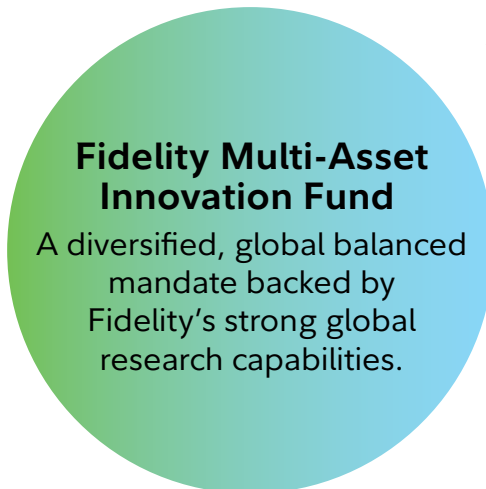 Fidelity Multi-Asset
Innovation Fund
A diversified, global balanced
mandate backed by
Fidelity’s strong global
research capabilities.